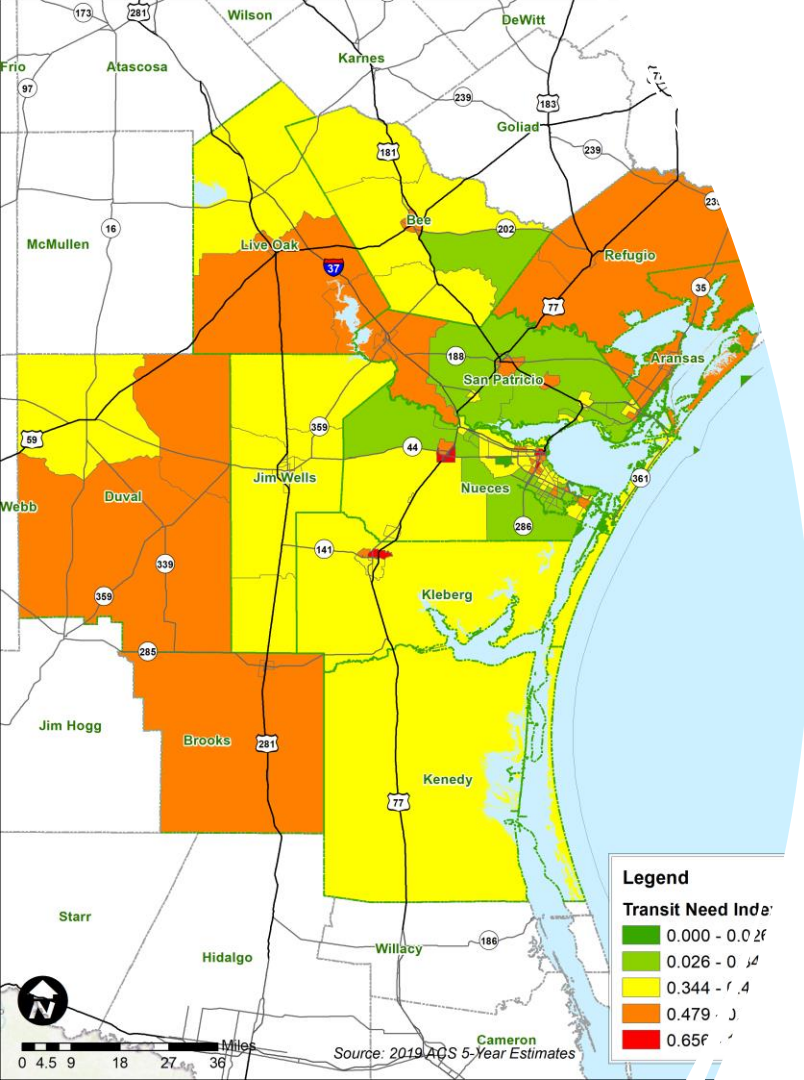 173
281
Wilson
DeWitt
Frio
Atascosa
Karnes
97
239
183
Goliad
181
239
16
Bee
202
McMullen
Live Oak
37
Refugio
35
77
188
Aransas
San Patricio
359
59
44
Jim Wells
361
Nueces
Webb
Duval
286
141
339
359
Kleberg
285
Jim Hogg
Brooks
281
Kenedy
77
Legend
Transit Need
Starr
0.000 -
0.026 -
186
Willacy
Hidalgo
0.344 -
0.479
Cameron
Miles
0 4.5 9 18 27 36
Source: 2019 ACS 5-Year Estimates
N